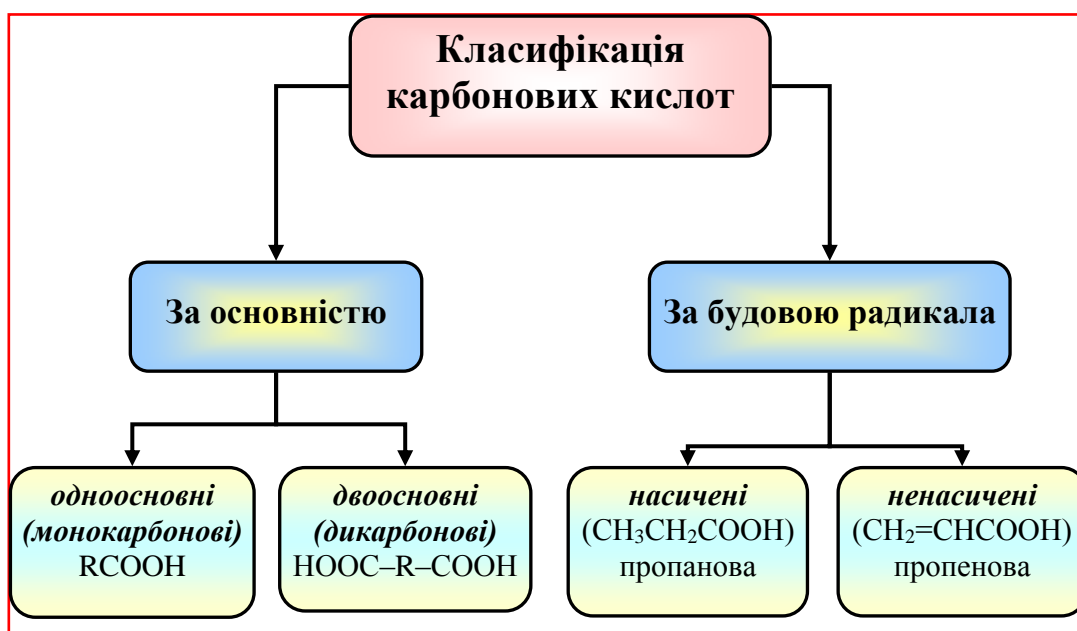 Класифікація
карбонових кислот
За основністю
За будовою радикала
одноосновні
(монокарбонові)
RCOOH
двоосновні
(дикарбонові)
HOOC–R–COOH
насичені
(CH₃CH₂COOH)
пропанова
ненасичені
(CH₂=CHCOOH)
пропенова